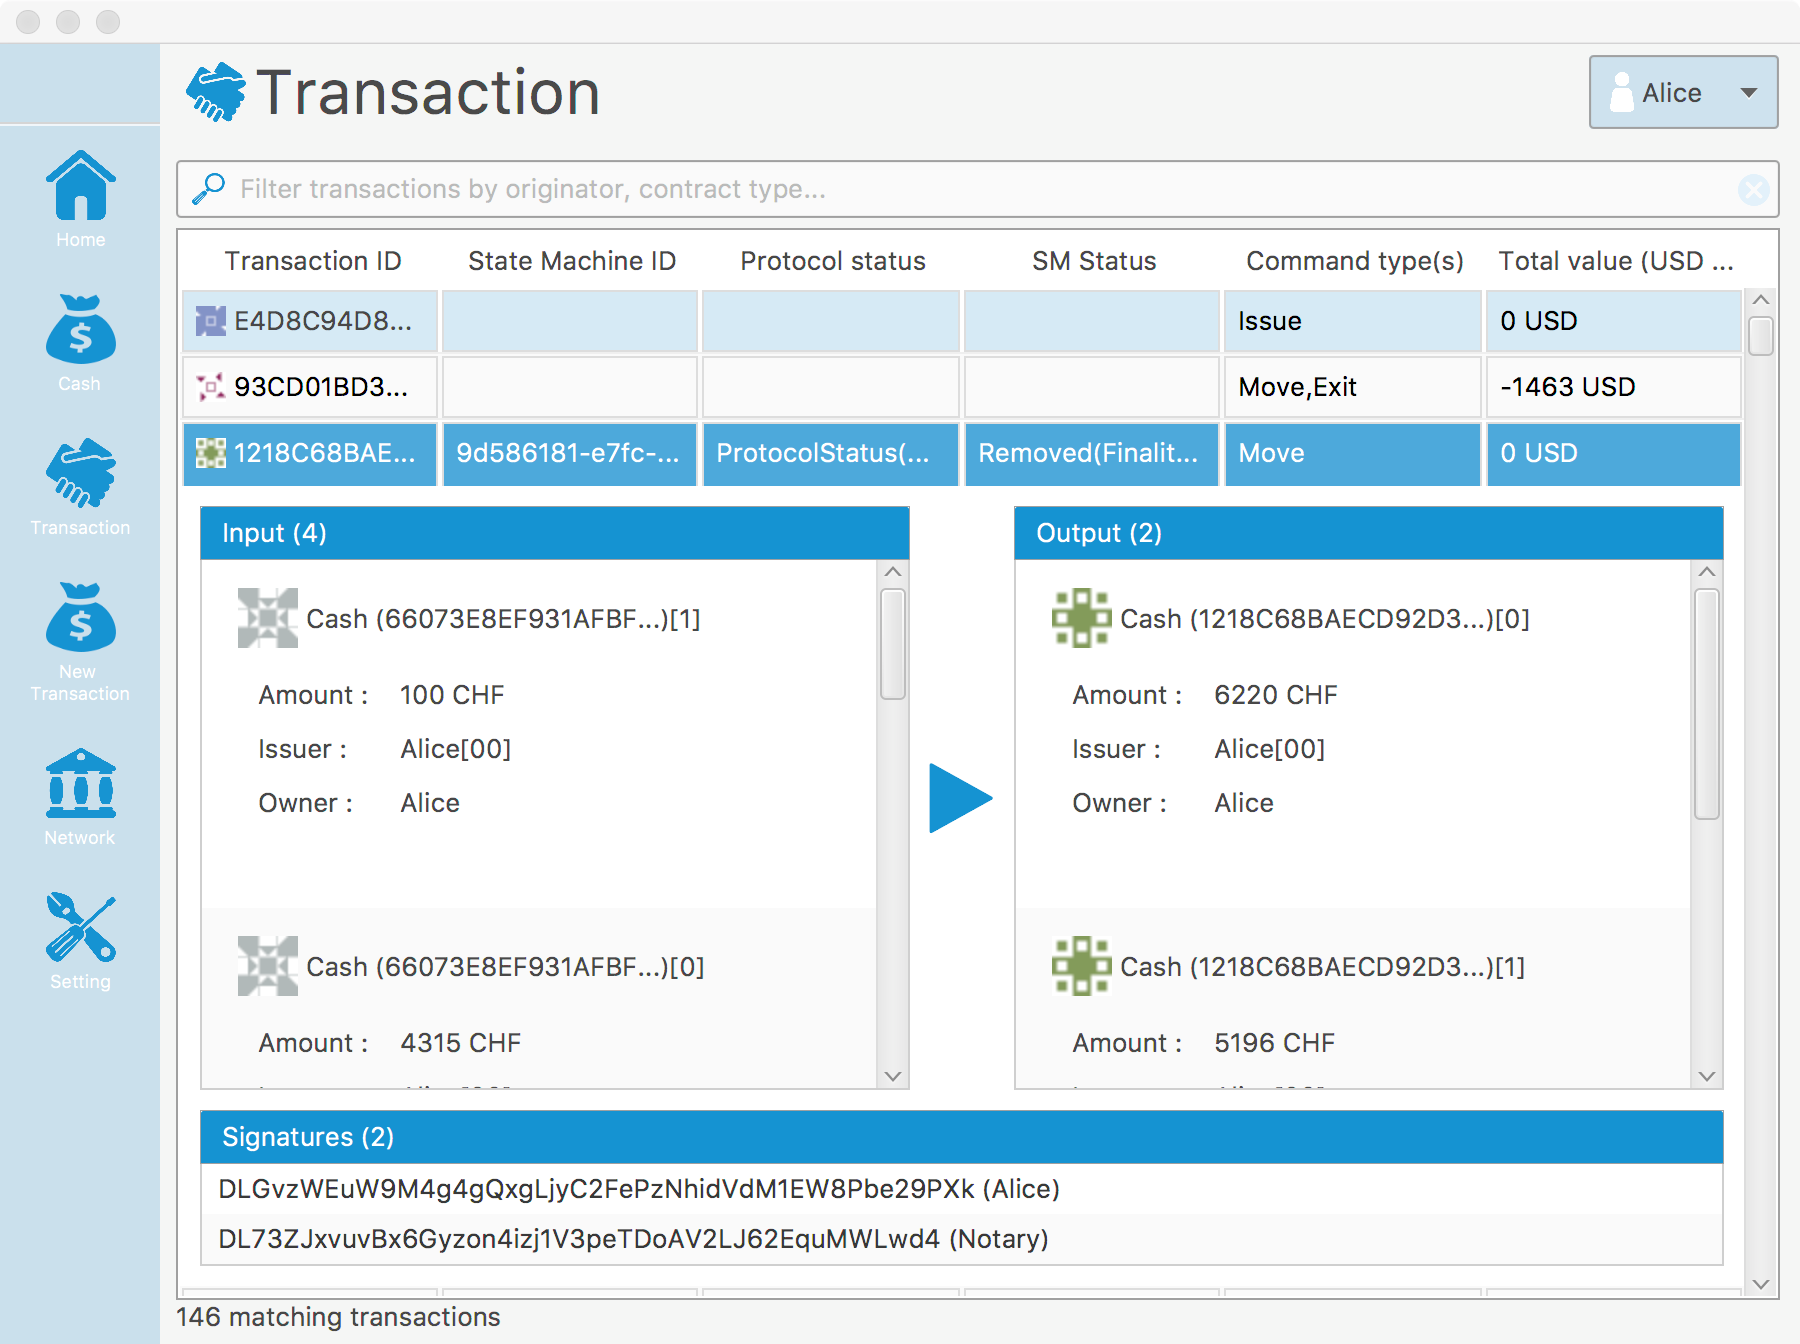 Transaction
Alice
Filter transactions by originator, contract type...
Transaction ID State Machine ID Protocol status SM Status Command type(s) Total value (USD ...
E4D8C94D8... Issue 0 USD
93CD01BD3... Move,Exit -1463 USD
1218C68BAE... 9d586181-e7fc-... ProtocolStatus(... Removed(Finalit... Move 0 USD
Home
Cash
Transaction
New
Transaction
Network
Setting
Input (4)
Cash (66073E8EF931AFBF...)[1]
Amount : 100 CHF
Issuer : Alice[00]
Owner : Alice
Cash (66073E8EF931AFBF...)[0]
Amount : 4315 CHF
Output (2)
Cash (1218C68BAECD92D3...)[0]
Amount : 6220 CHF
Issuer : Alice[00]
Owner : Alice
Cash (1218C68BAECD92D3...)[1]
Amount : 5196 CHF
Signatures (2)
DLGvzWEuW9M4g4gQxgLjyC2FePzNhidVdM1EW8Pbe29PXk (Alice)
DL73ZJxvuvBx6Gyzon4izj1V3peTDoAV2LJ62EquMWLwd4 (Notary)
146 matching transactions